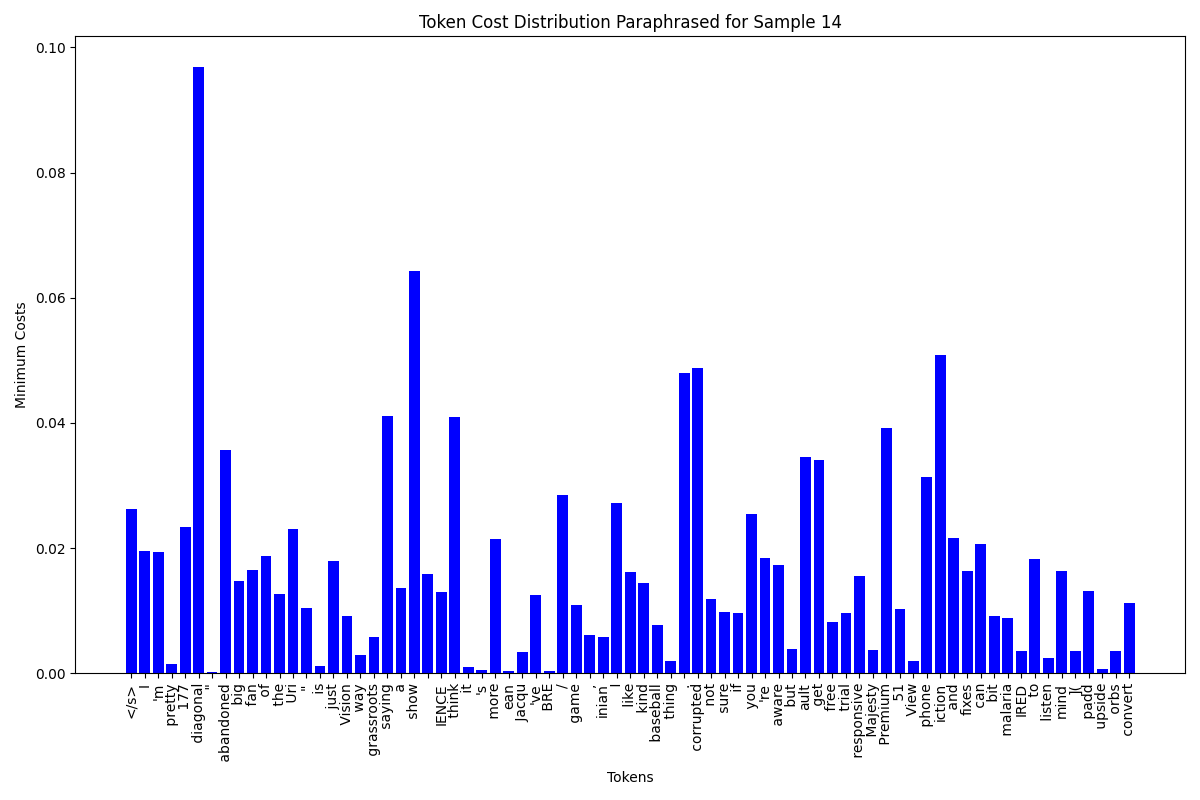 Token Cost Distribution Paraphrased for Sample 14
Minimum Costs
0.10
0.08
0.06
0.04
0.02
0.00
</s>
I
'm
pretty
177
diagonal
"
abandoned
big
fan
of
the
Uri
"
is
just
Vision
way
grassroots
saying
a
show
,
IENCE
think
it
's
more
ean
Jacqu
've
BRE
/
game
.
inian
I
like
kind
baseball
thing
corrupted
not
sure
if
you
're
aware
but
ault
get
free
trial
responsive
Majesty
Premium
51
View
phone
iction
and
fixes
can
bit
malaria
IRED
to
listen
mind
](
padd
upside
orbs
convert
Tokens